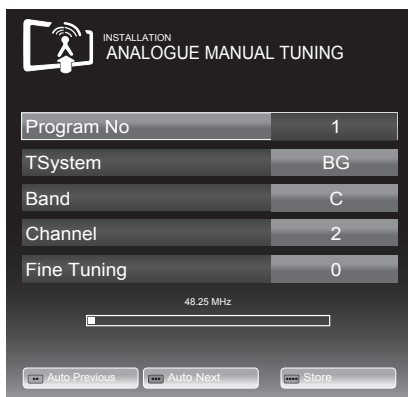 INSTALLATION
ANALOGUE MANUAL TUNING
Program No 1
TSystem BG
Band C
Channel 2
Fine Tuning 0
48.25 MHz
Auto Previous Auto Next Store